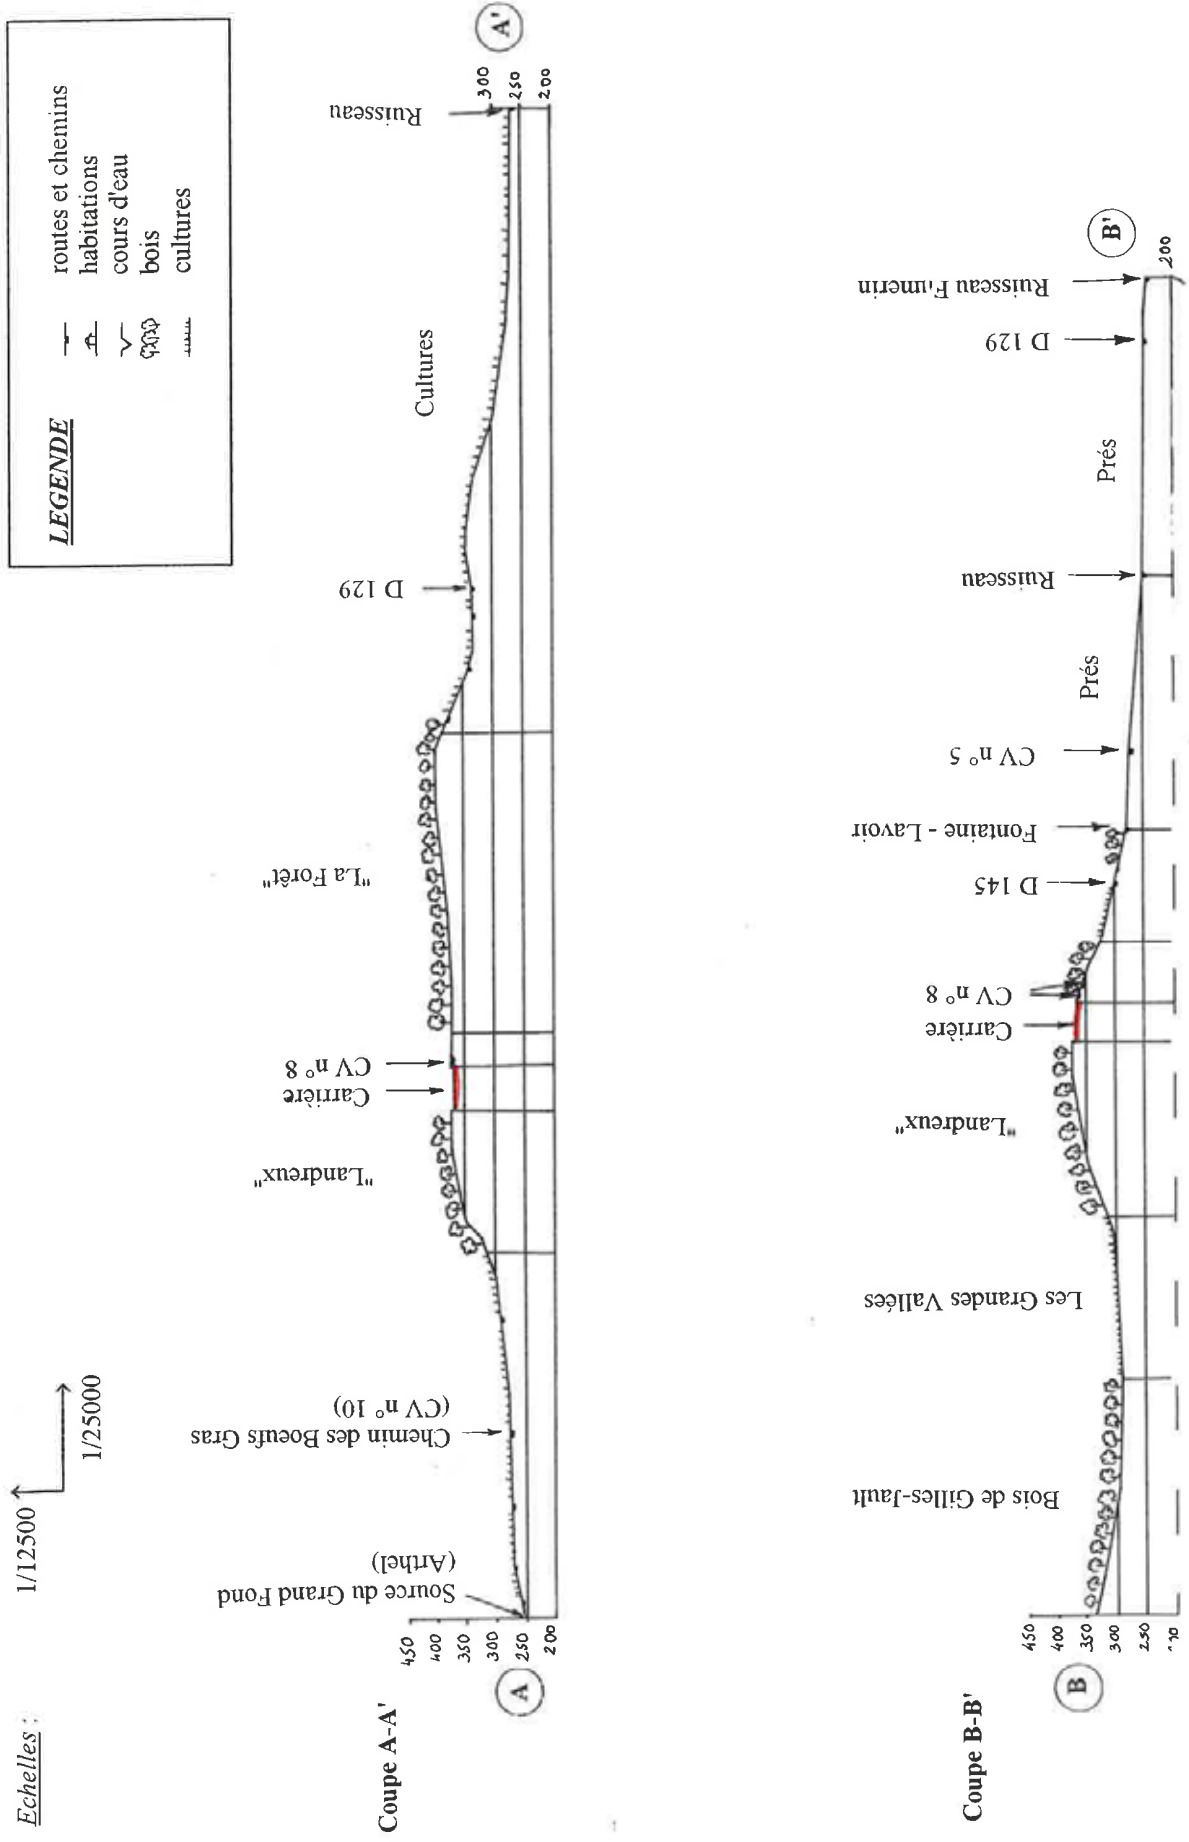 Echelles :
1/12500
1/25000
LEGENDE
routes et chemins
habitations
cours d'eau
bois
cultures
Coupe A-A'
A
450
400
350
300
250
200
Source du Grand Fond
(Arthel)
Chemin des Boeufs Gras
(CV n° 10)
"Landreux"
Carrière
CV n° 8
"La Forêt"
D 129
Cultures
Ruisseau
300
250
200
A'
Coupe B-B'
B
450
400
350
300
250
Bois de Gilles-Jault
Les Grandes Vallées
"Landreux"
Carrière
CV n° 8
D 145
Fontaine - Lavoir
CV n° 5
Prés
Ruisseau
Prés
D 129
Ruisseau
200
B'